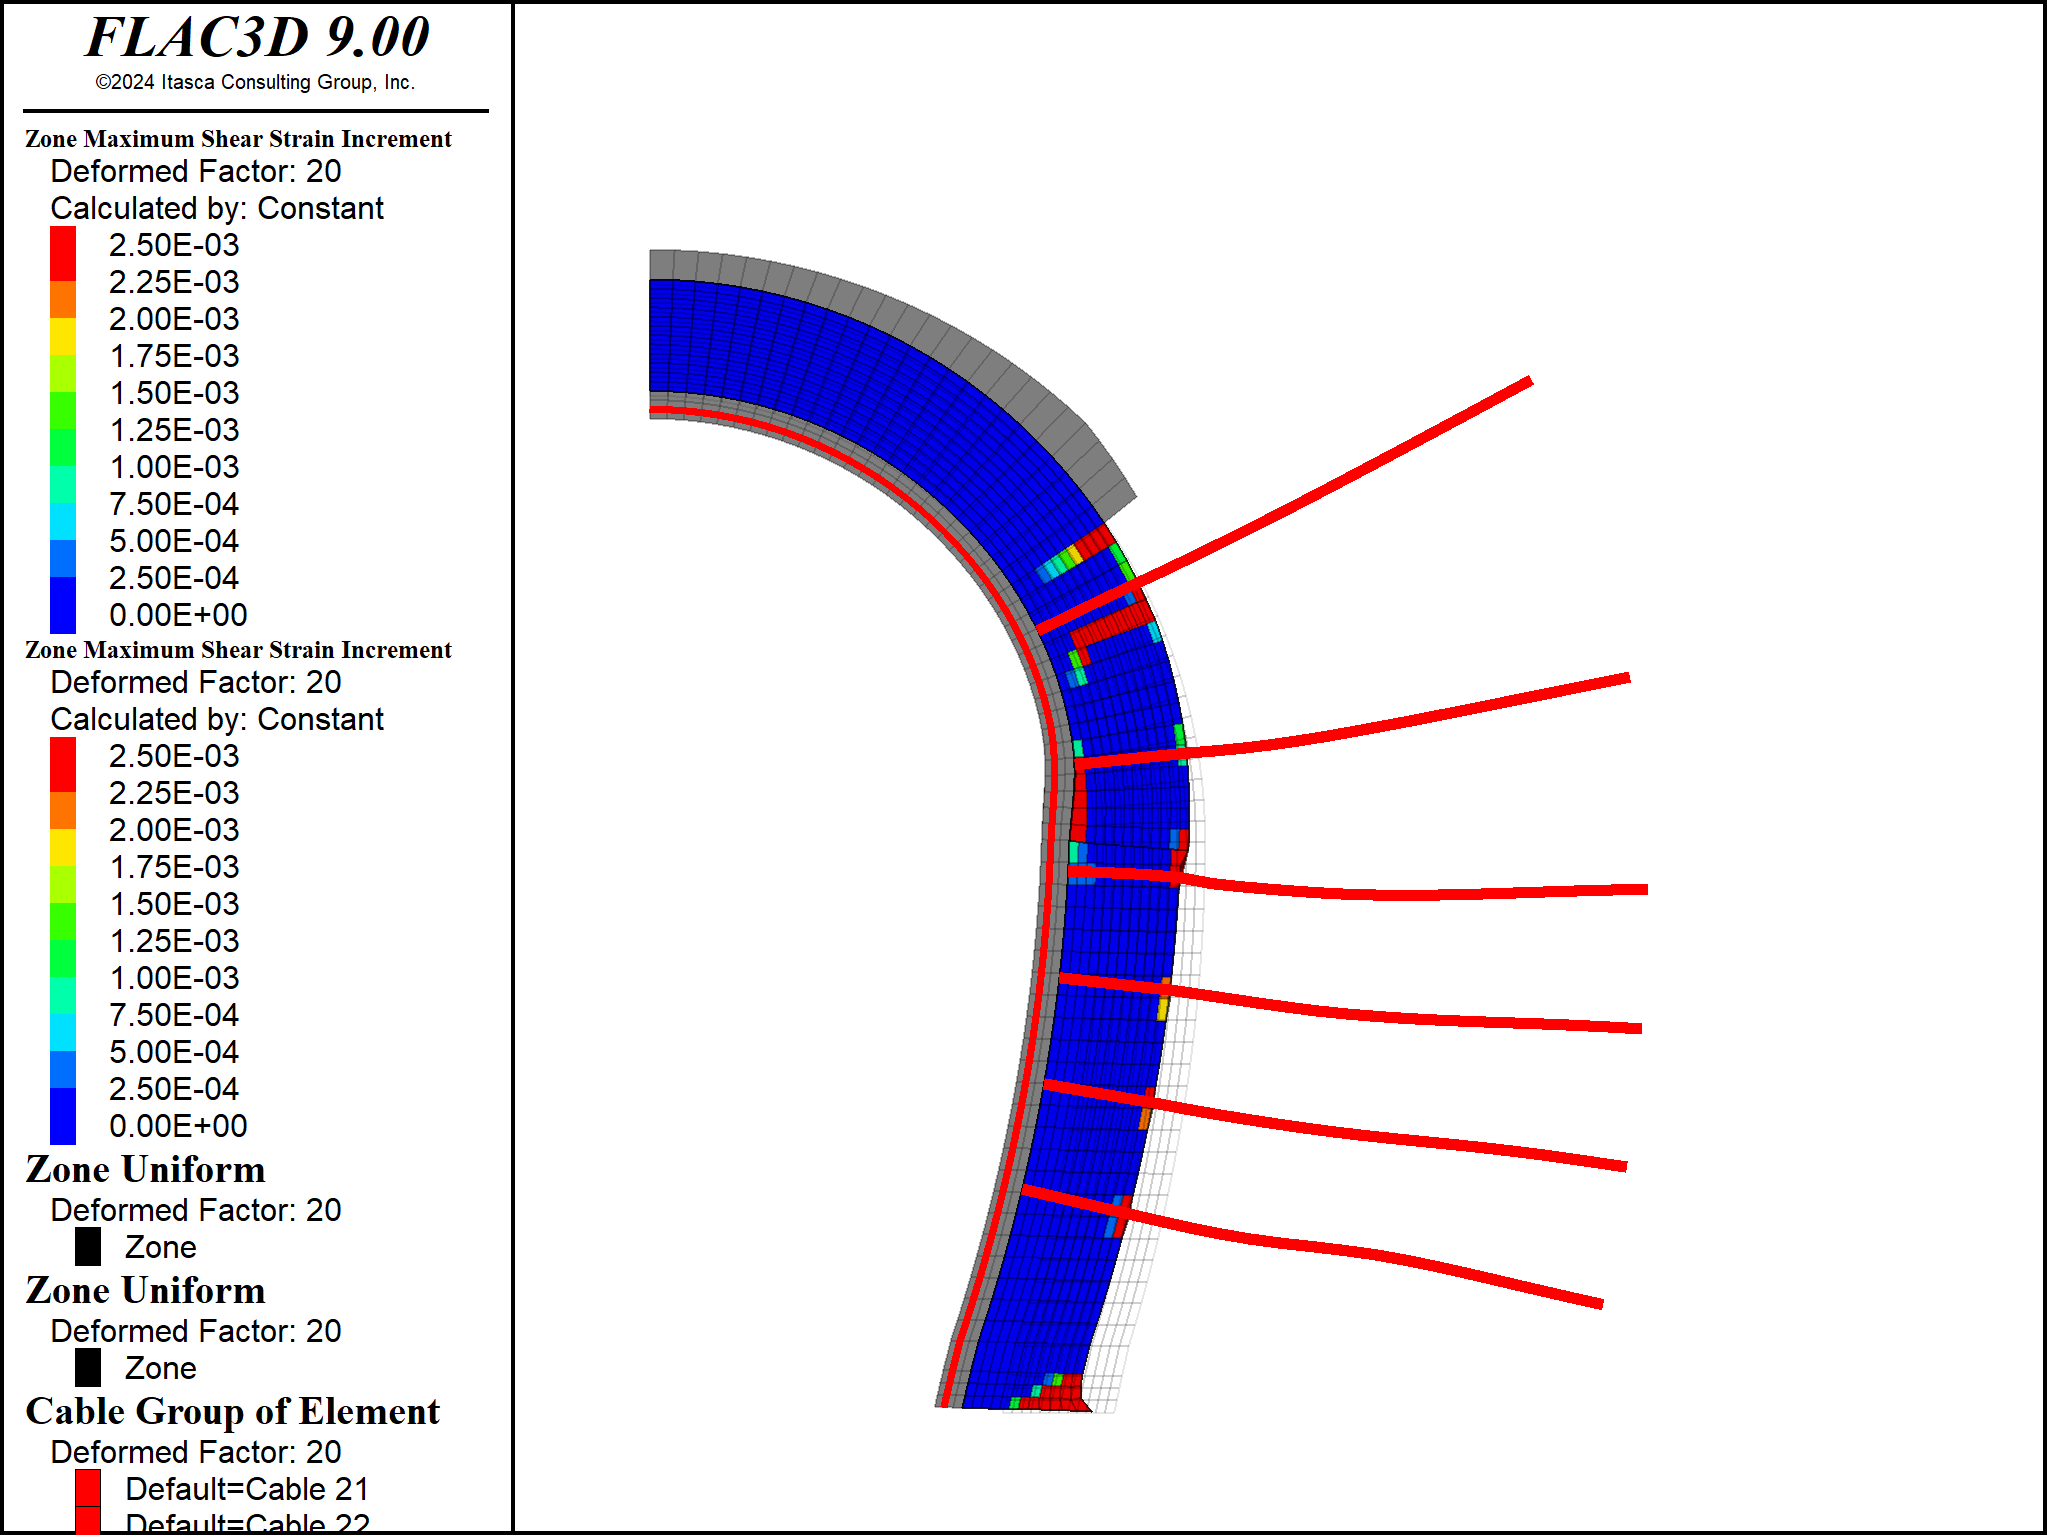 FLAC3D 9.00
©2024 Itasca Consulting Group, Inc.
Zone Maximum Shear Strain Increment
Deformed Factor: 20
Calculated by: Constant
2.50E-03
2.25E-03
2.00E-03
1.75E-03
1.50E-03
1.25E-03
1.00E-03
7.50E-04
5.00E-04
2.50E-04
0.00E+00
Zone Maximum Shear Strain Increment
Deformed Factor: 20
Calculated by: Constant
2.50E-03
2.25E-03
2.00E-03
1.75E-03
1.50E-03
1.25E-03
1.00E-03
7.50E-04
5.00E-04
2.50E-04
0.00E+00
Zone Uniform
Deformed Factor: 20
Zone
Zone Uniform
Deformed Factor: 20
Zone
Cable Group of Element
Deformed Factor: 20
Default=Cable 21
Default=Cable 22